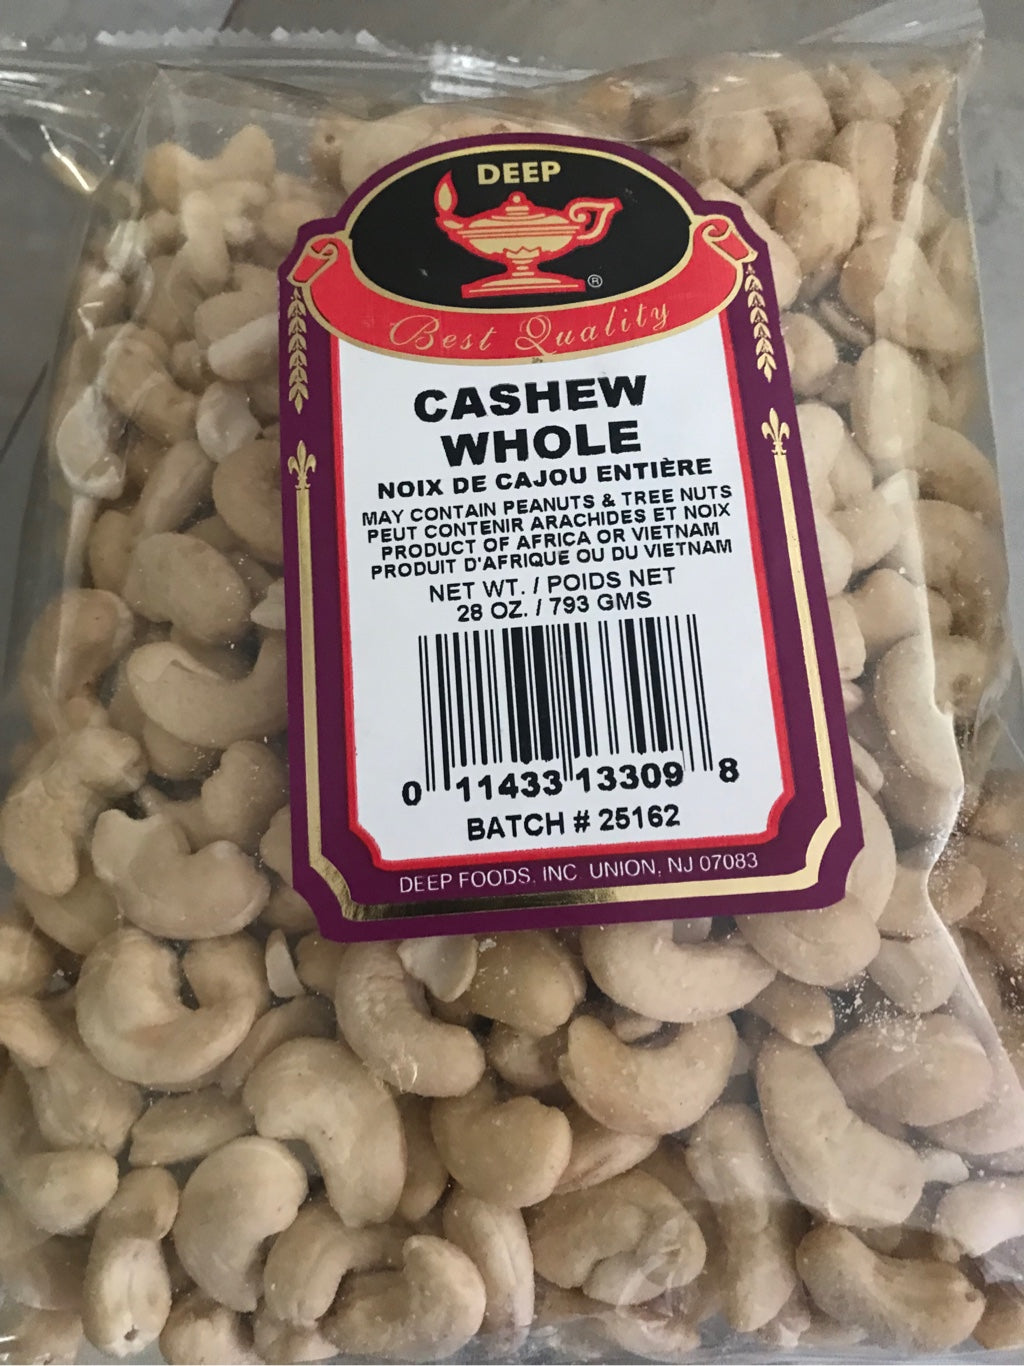 DEEP
®
Best Quality
CASHEW
WHOLE
NOIX DE CAJOU ENTIÈRE
MAY CONTAIN PEANUTS & TREE NUTS
PEUT CONTENIR ARACHIDES ET NOIX
PRODUCT OF AFRICA OR VIETNAM
PRODUIT D'AFRIQUE OU DU VIETNAM
NET WT. / POIDS NET
28 OZ. / 793 GMS
0 11433 13309 8
BATCH # 25162
DEEP FOODS, INC UNION, NJ 07083